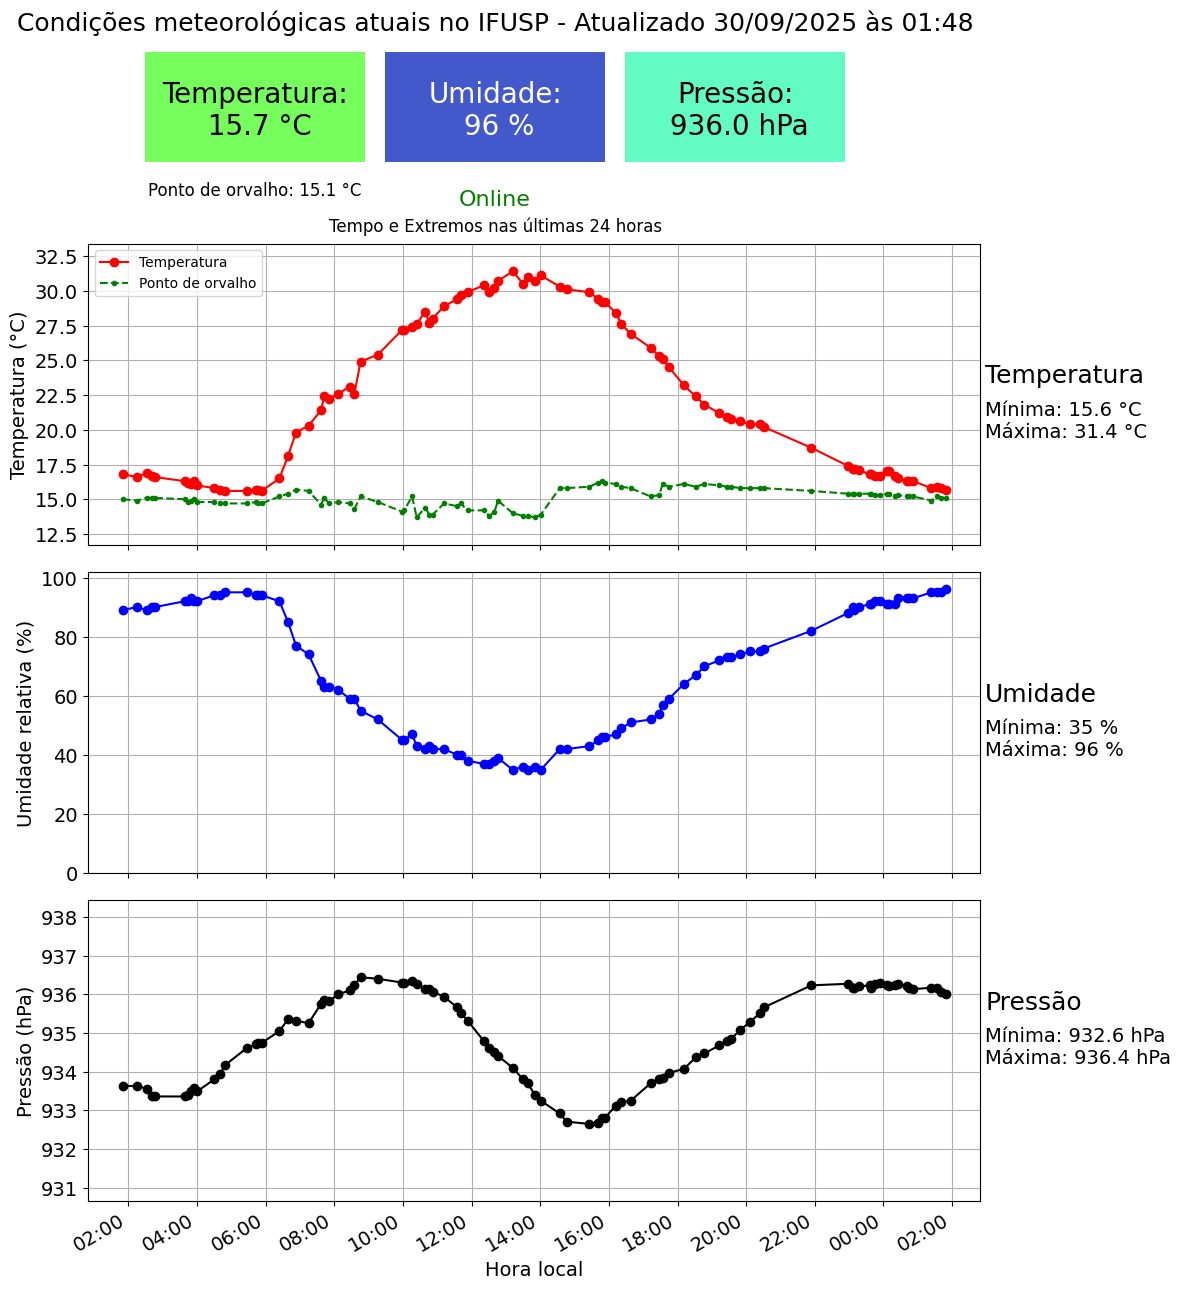 Condições meteorológicas atuais no IFUSP - Atualizado 30/09/2025 às 01:48
Temperatura:
15.7 °C
Umidade:
96 %
Pressão:
936.0 hPa
Ponto de orvalho: 15.1 °C
Online
Tempo e Extremos nas últimas 24 horas
Temperatura
Ponto de orvalho
Temperatura (°C)
32.5
30.0
27.5
25.0
22.5
20.0
17.5
15.0
12.5
Temperatura
Mínima: 15.6 °C
Máxima: 31.4 °C
Umidade relativa (%)
100
80
60
40
20
0
Umidade
Mínima: 35 %
Máxima: 96 %
Pressão (hPa)
938
937
936
935
934
933
932
931
Pressão
Mínima: 932.6 hPa
Máxima: 936.4 hPa
02:00 04:00 06:00 08:00 10:00 12:00 14:00 16:00 18:00 20:00 22:00 00:00 02:00
Hora local